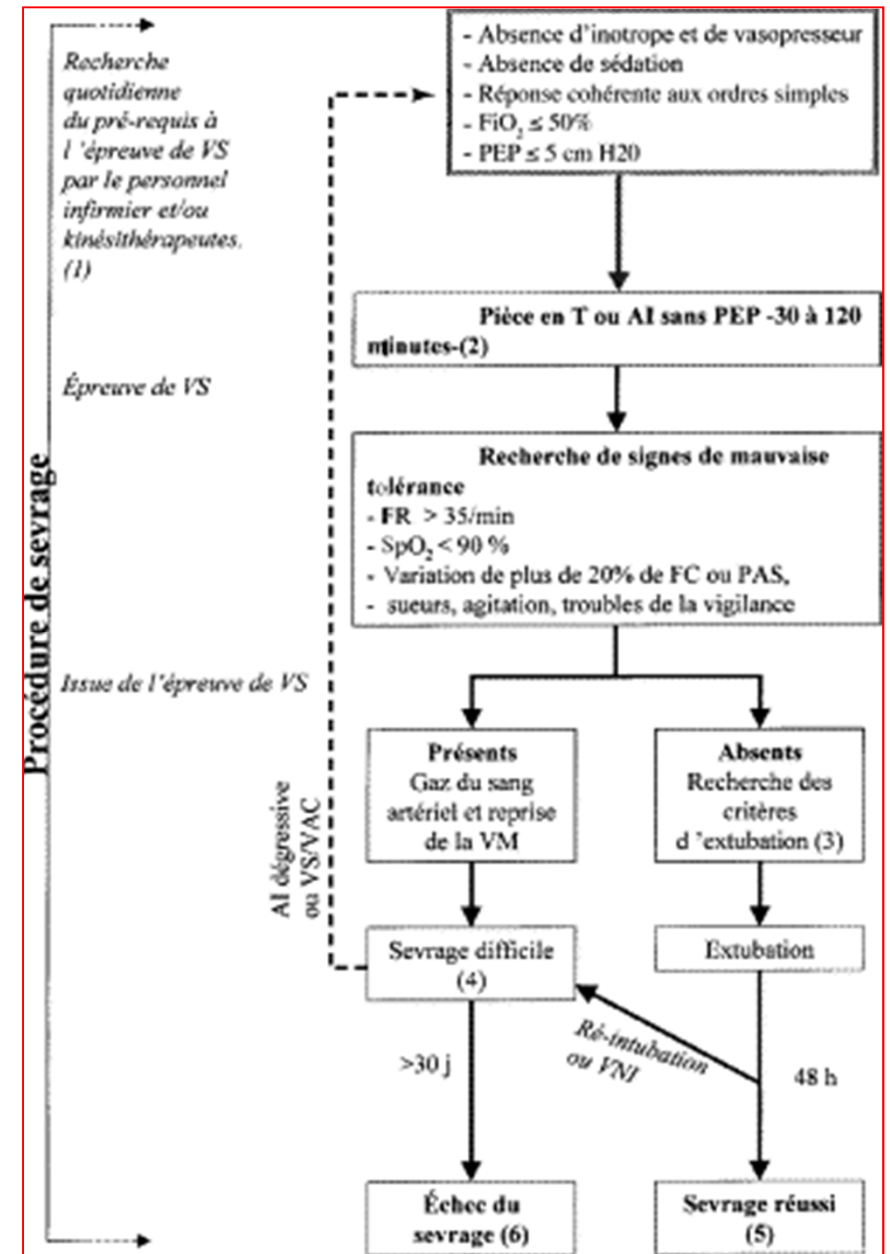 - Absence d'inotrope et de vasopresseur
- Absence de sédation
- Réponse cohérente aux ordres simples
- FiO₂ ≤ 50%
- PEP ≤ 5 cm H20
Recherche
quotidienne
du pré-requis à
l 'épreuve de VS
par le personnel
infirmier et/ou
kinésithérapeutes.
(1)
Pièce en T ou AI sans PEP -30 à 120
minutes-(2)
Épreuve de VS
Procédure de sevrage
Recherche de signes de mauvaise
tolérance
- FR > 35/min
- SpO₂ < 90 %
- Variation de plus de 20% de FC ou PAS,
- sueurs, agitation, troubles de la vigilance
Issue de l'épreuve de VS
Présents
Gaz du sang
artériel et reprise
de la VM
Absents
Recherche des
critères
d 'extubation (3)
AI dégressive
ou VS/VAC
Sevrage difficile
(4)
Extubation
Ré-intubation
ou VNI
>30 j
48 h
Échec du
sevrage (6)
Sevrage réussi
(5)